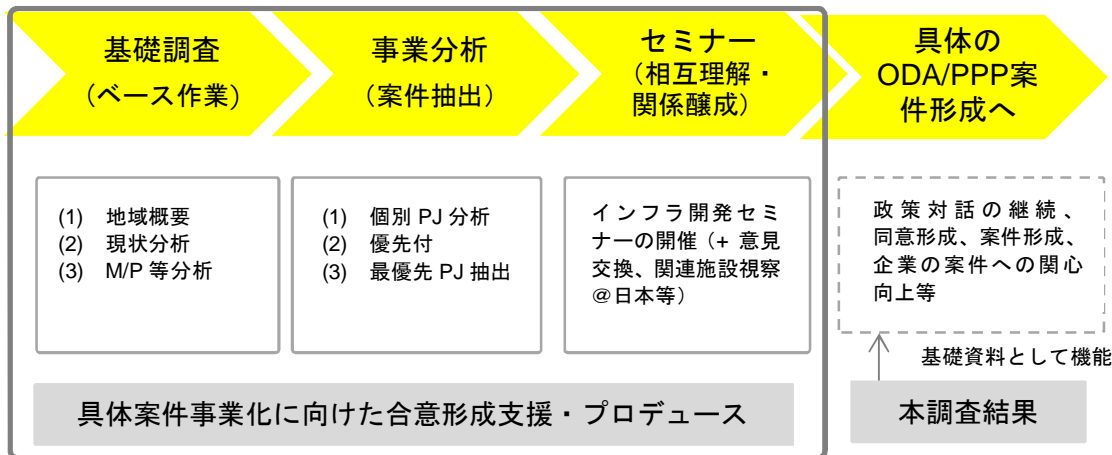 基礎調査
（ベース作業)
事業分析
（案件抽出）
セミナー
（相互理解・
関係醸成）
具体の
ODA/PPP案
件形成へ
(1) 地域概要
(2) 現状分析
(3) M/P 等分析
(1) 個別 PJ 分析
(2) 優先付
(3) 最優先 PJ 抽出
インフラ開発セミ
ナーの開催（+ 意見
交換、関連施設視察
＠日本等）
政策対話の継続、
同意形成、案件形成、
企業の案件への関心
向上等
基礎資料として機能
具体案件事業化に向けた合意形成支援・プロデュース
本調査結果